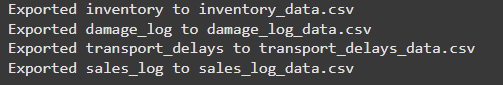 Exported inventory to inventory_data.csv
Exported damage_log to damage_log_data.csv
Exported transport_delays to transport_delays_data.csv
Exported sales_log to sales_log_data.csv